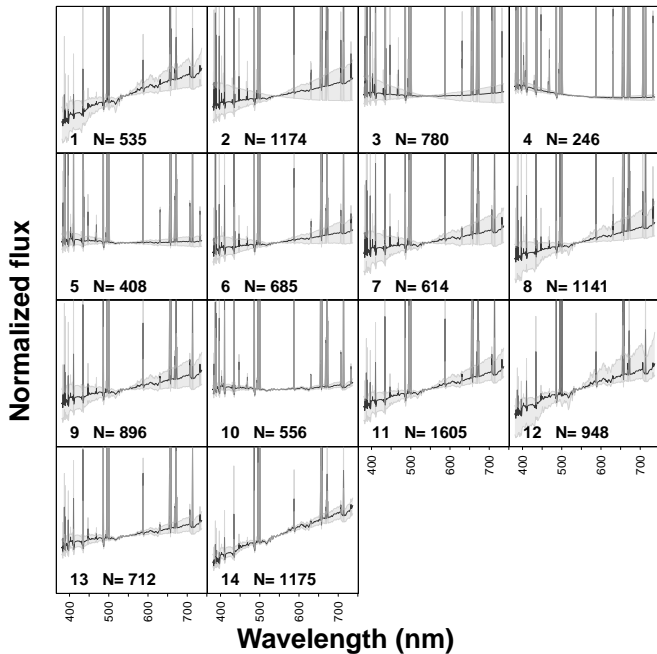 1 N= 535
2 N= 1174
3 N= 780
4 N= 246
5 N= 408
6 N= 685
7 N= 614
8 N= 1141
9 N= 896
10 N= 556
11 N= 1605
12 N= 948
13 N= 712
14 N= 1175
400 500 600 700
400 500 600 700
400 500 600 700
400 500 600 700
Normalized flux
Wavelength (nm)